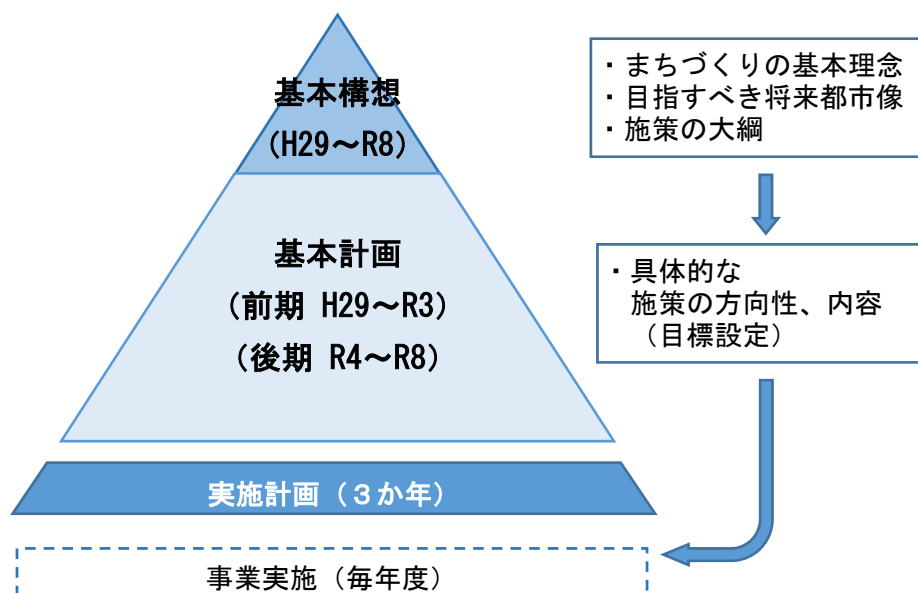 基本構想
(H29～R8)
・まちづくりの基本理念
・目指すべき将来都市像
・施策の大綱
基本計画
(前期 H29～R3)
(後期 R4～R8)
・具体的な
施策の方向性、内容
(目標設定)
実施計画（３か年）
事業実施（毎年度）